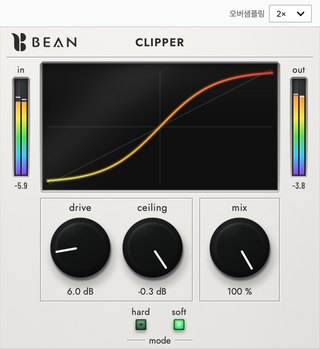 오버샘플링 2×
BEAN CLIPPER
in out
-5.9 -3.8
drive ceiling mix
6.0 dB -0.3 dB 100 %
hard soft
mode